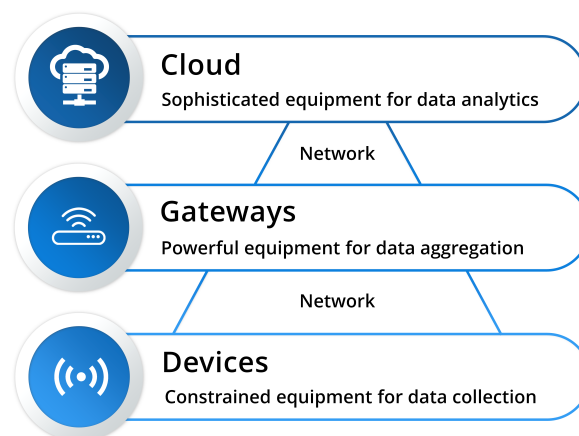 Cloud
Sophisticated equipment for data analytics
Network
Gateways
Powerful equipment for data aggregation
Network
Devices
Constrained equipment for data collection